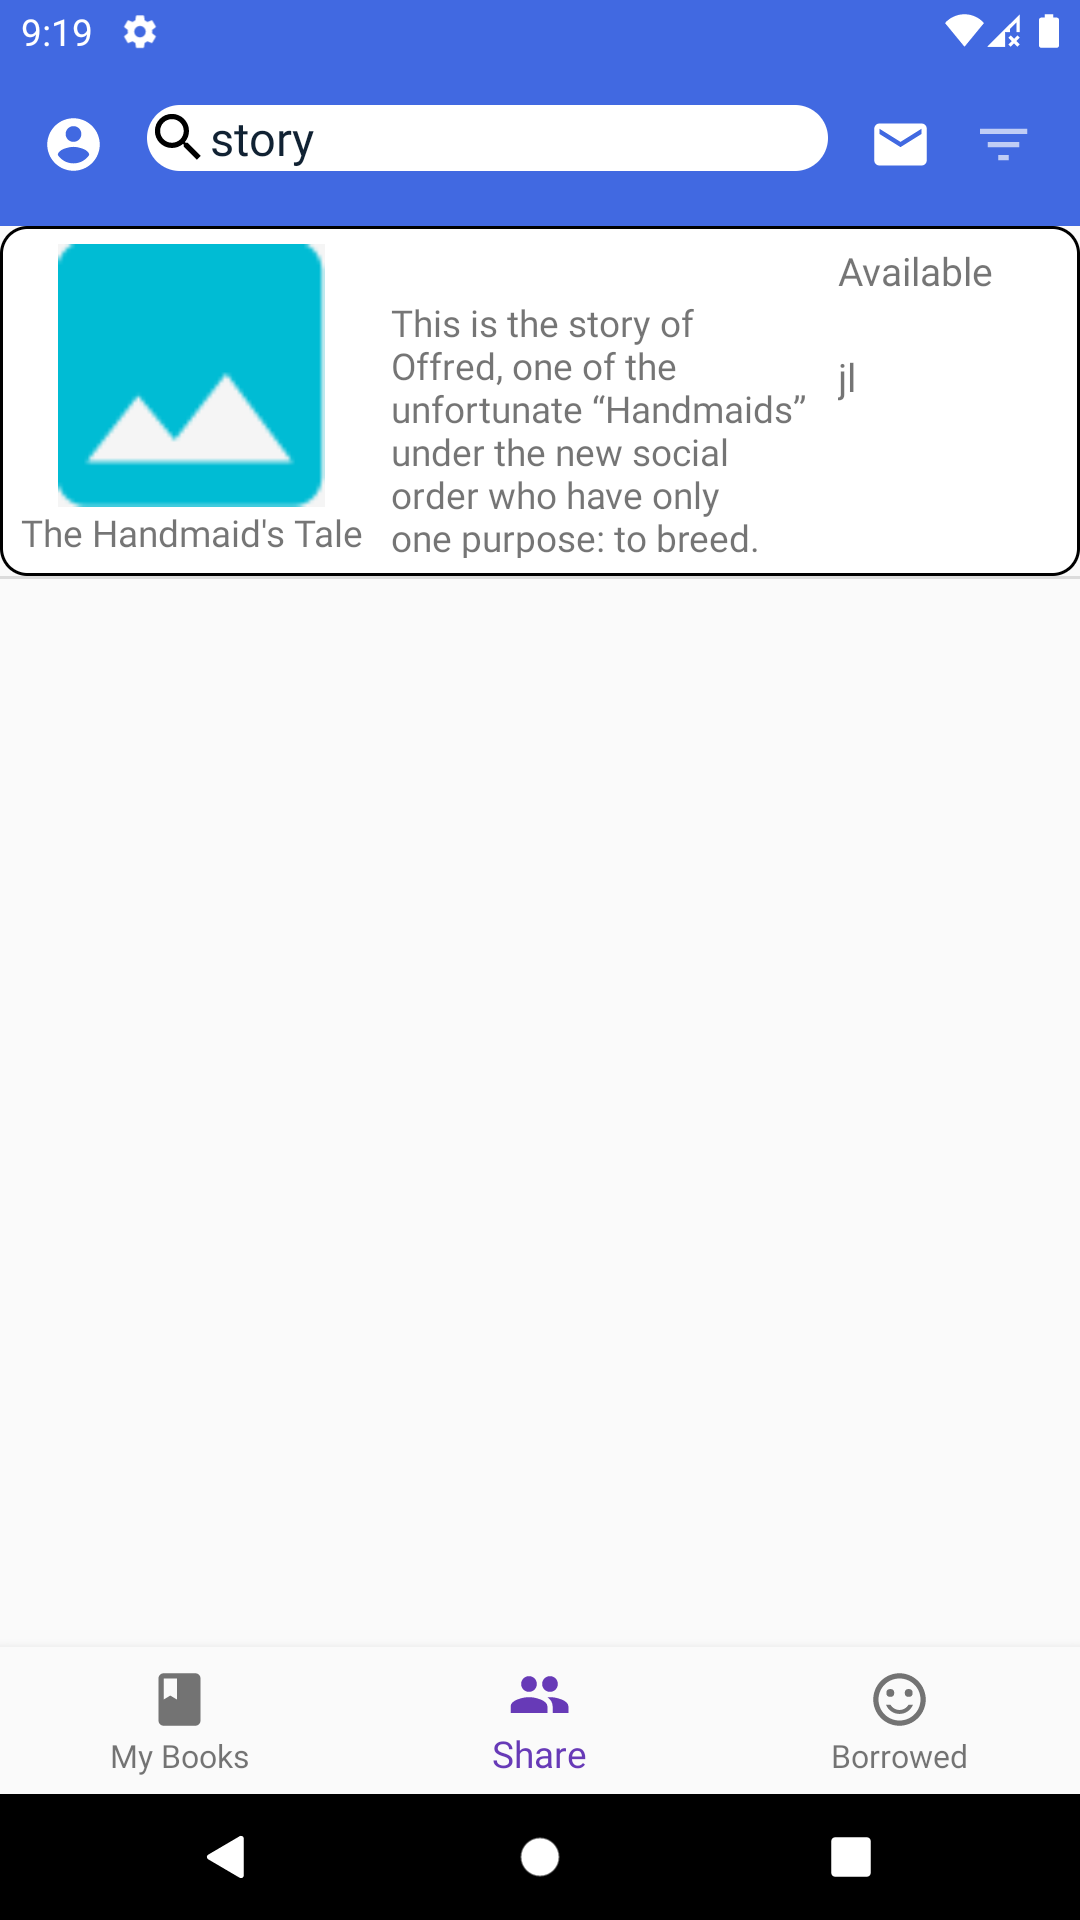 9:19
story
Available
This is the story of
Offred, one of the
unfortunate “Handmaids”
under the new social
order who have only
one purpose: to breed.
jl
The Handmaid's Tale
My Books
Share
Borrowed